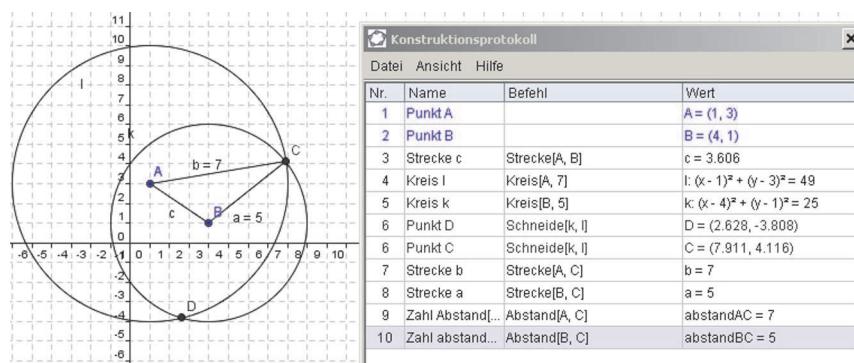 11
10
9
8
l
7
6
k
5
4
C
b = 7
A
3
2
c
B
a = 5
1
0
-6 -5 -4 -3 -2 -1 0 1 2 3 4 5 6 7 8 9 10
-2
-3
D
-4
-5
-6
Konstruktionsprotokoll
Datei Ansicht Hilfe
Nr. Name Befehl Wert
1 Punkt A A = (1, 3)
2 Punkt B B = (4, 1)
3 Strecke c Strecke[A, B] c = 3.606
4 Kreis l Kreis[A, 7] l: (x - 1)² + (y - 3)² = 49
5 Kreis k Kreis[B, 5] k: (x - 4)² + (y - 1)² = 25
6 Punkt D Schneide[k, l] D = (2.628, -3.808)
6 Punkt C Schneide[k, l] C = (7.911, 4.116)
7 Strecke b Strecke[A, C] b = 7
8 Strecke a Strecke[B, C] a = 5
9 Zahl Abstand[... Abstand[A, C] abstandAC = 7
10 Zahl abstand... Abstand[B, C] abstandBC = 5